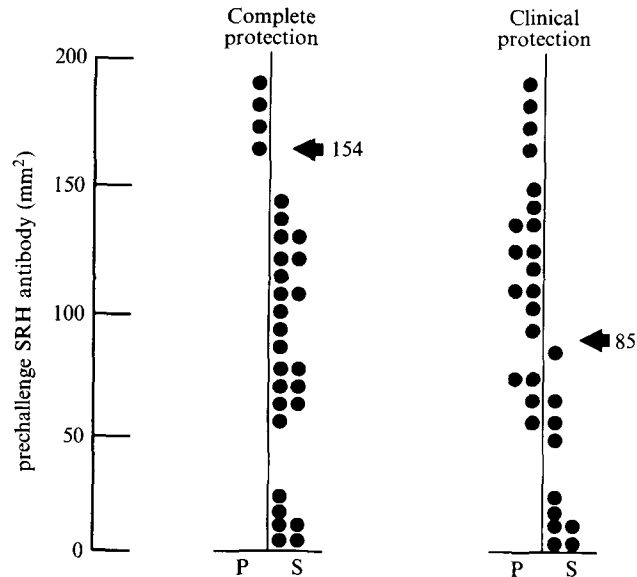 Complete
protection
Clinical
protection
prechallenge SRH antibody (mm²)
200
150
100
50
0
154
85
P S
P S